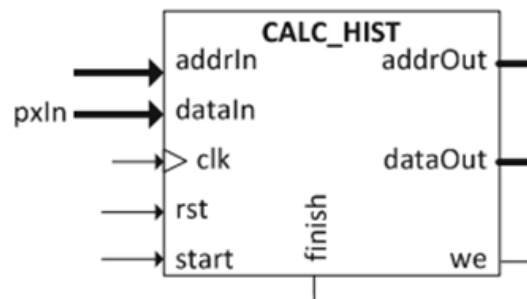 CALC_HIST
addrIn addrOut
pxIn dataIn
clk dataOut
rst
start finish we